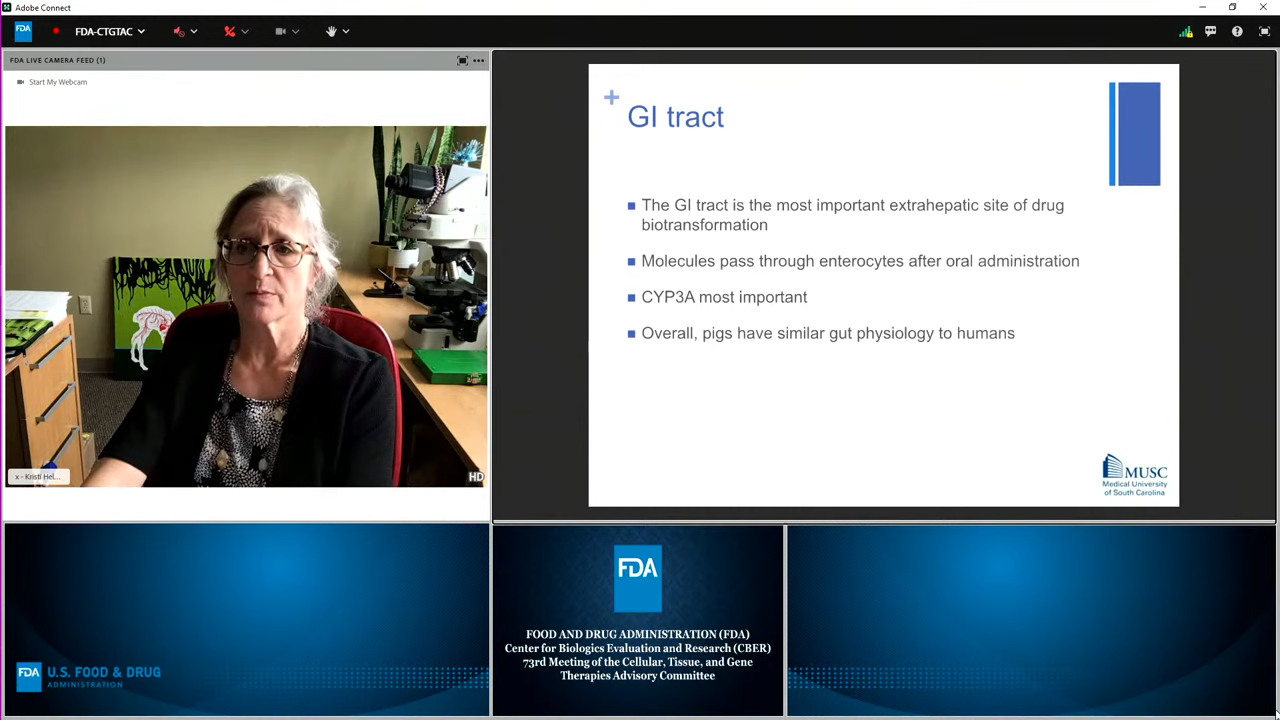 Adobe Connect
FDA
FDA-CTGTAC
FDA LIVE CAMERA FEED (1)
Start My Webcam
x - Kristi Hel...
HD
GI tract
The GI tract is the most important extrahepatic site of drug
biotransformation
Molecules pass through enterocytes after oral administration
CYP3A most important
Overall, pigs have similar gut physiology to humans
MUSC
Medical University
of South Carolina
FDA U.S. FOOD & DRUG
ADMINISTRATION
FDA
FOOD AND DRUG ADMINISTRATION (FDA)
Center for Biologics Evaluation and Research (CBER)
73rd Meeting of the Cellular, Tissue, and Gene
Therapies Advisory Committee